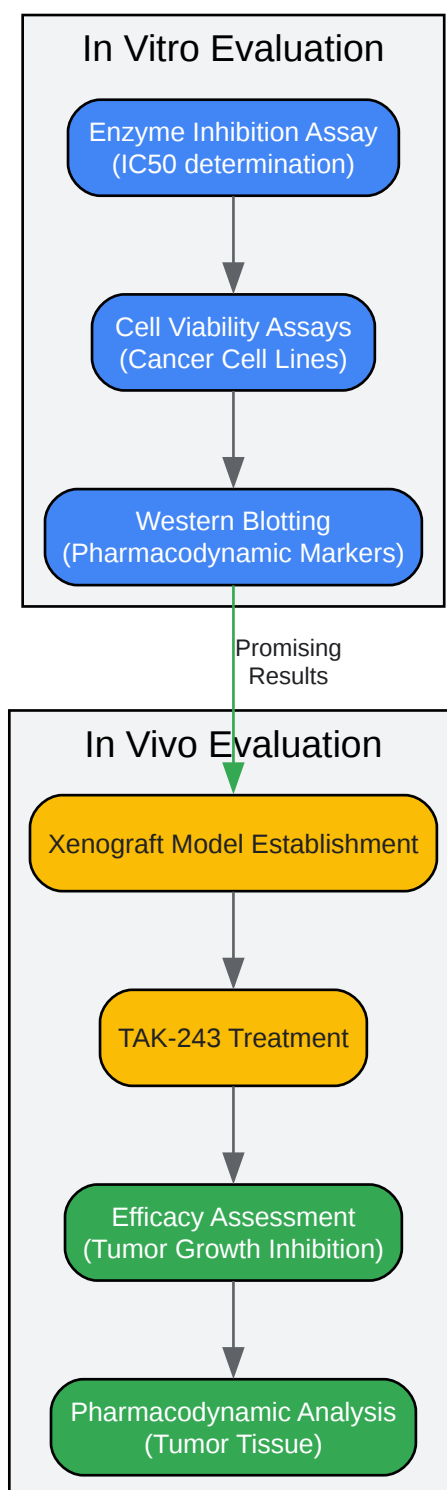 In Vitro Evaluation
Enzyme Inhibition Assay
(IC50 determination)
Cell Viability Assays
(Cancer Cell Lines)
Western Blotting
(Pharmacodynamic Markers)
Promising
Results
In Vivo Evaluation
Xenograft Model Establishment
TAK-243 Treatment
Efficacy Assessment
(Tumor Growth Inhibition)
Pharmacodynamic Analysis
(Tumor Tissue)